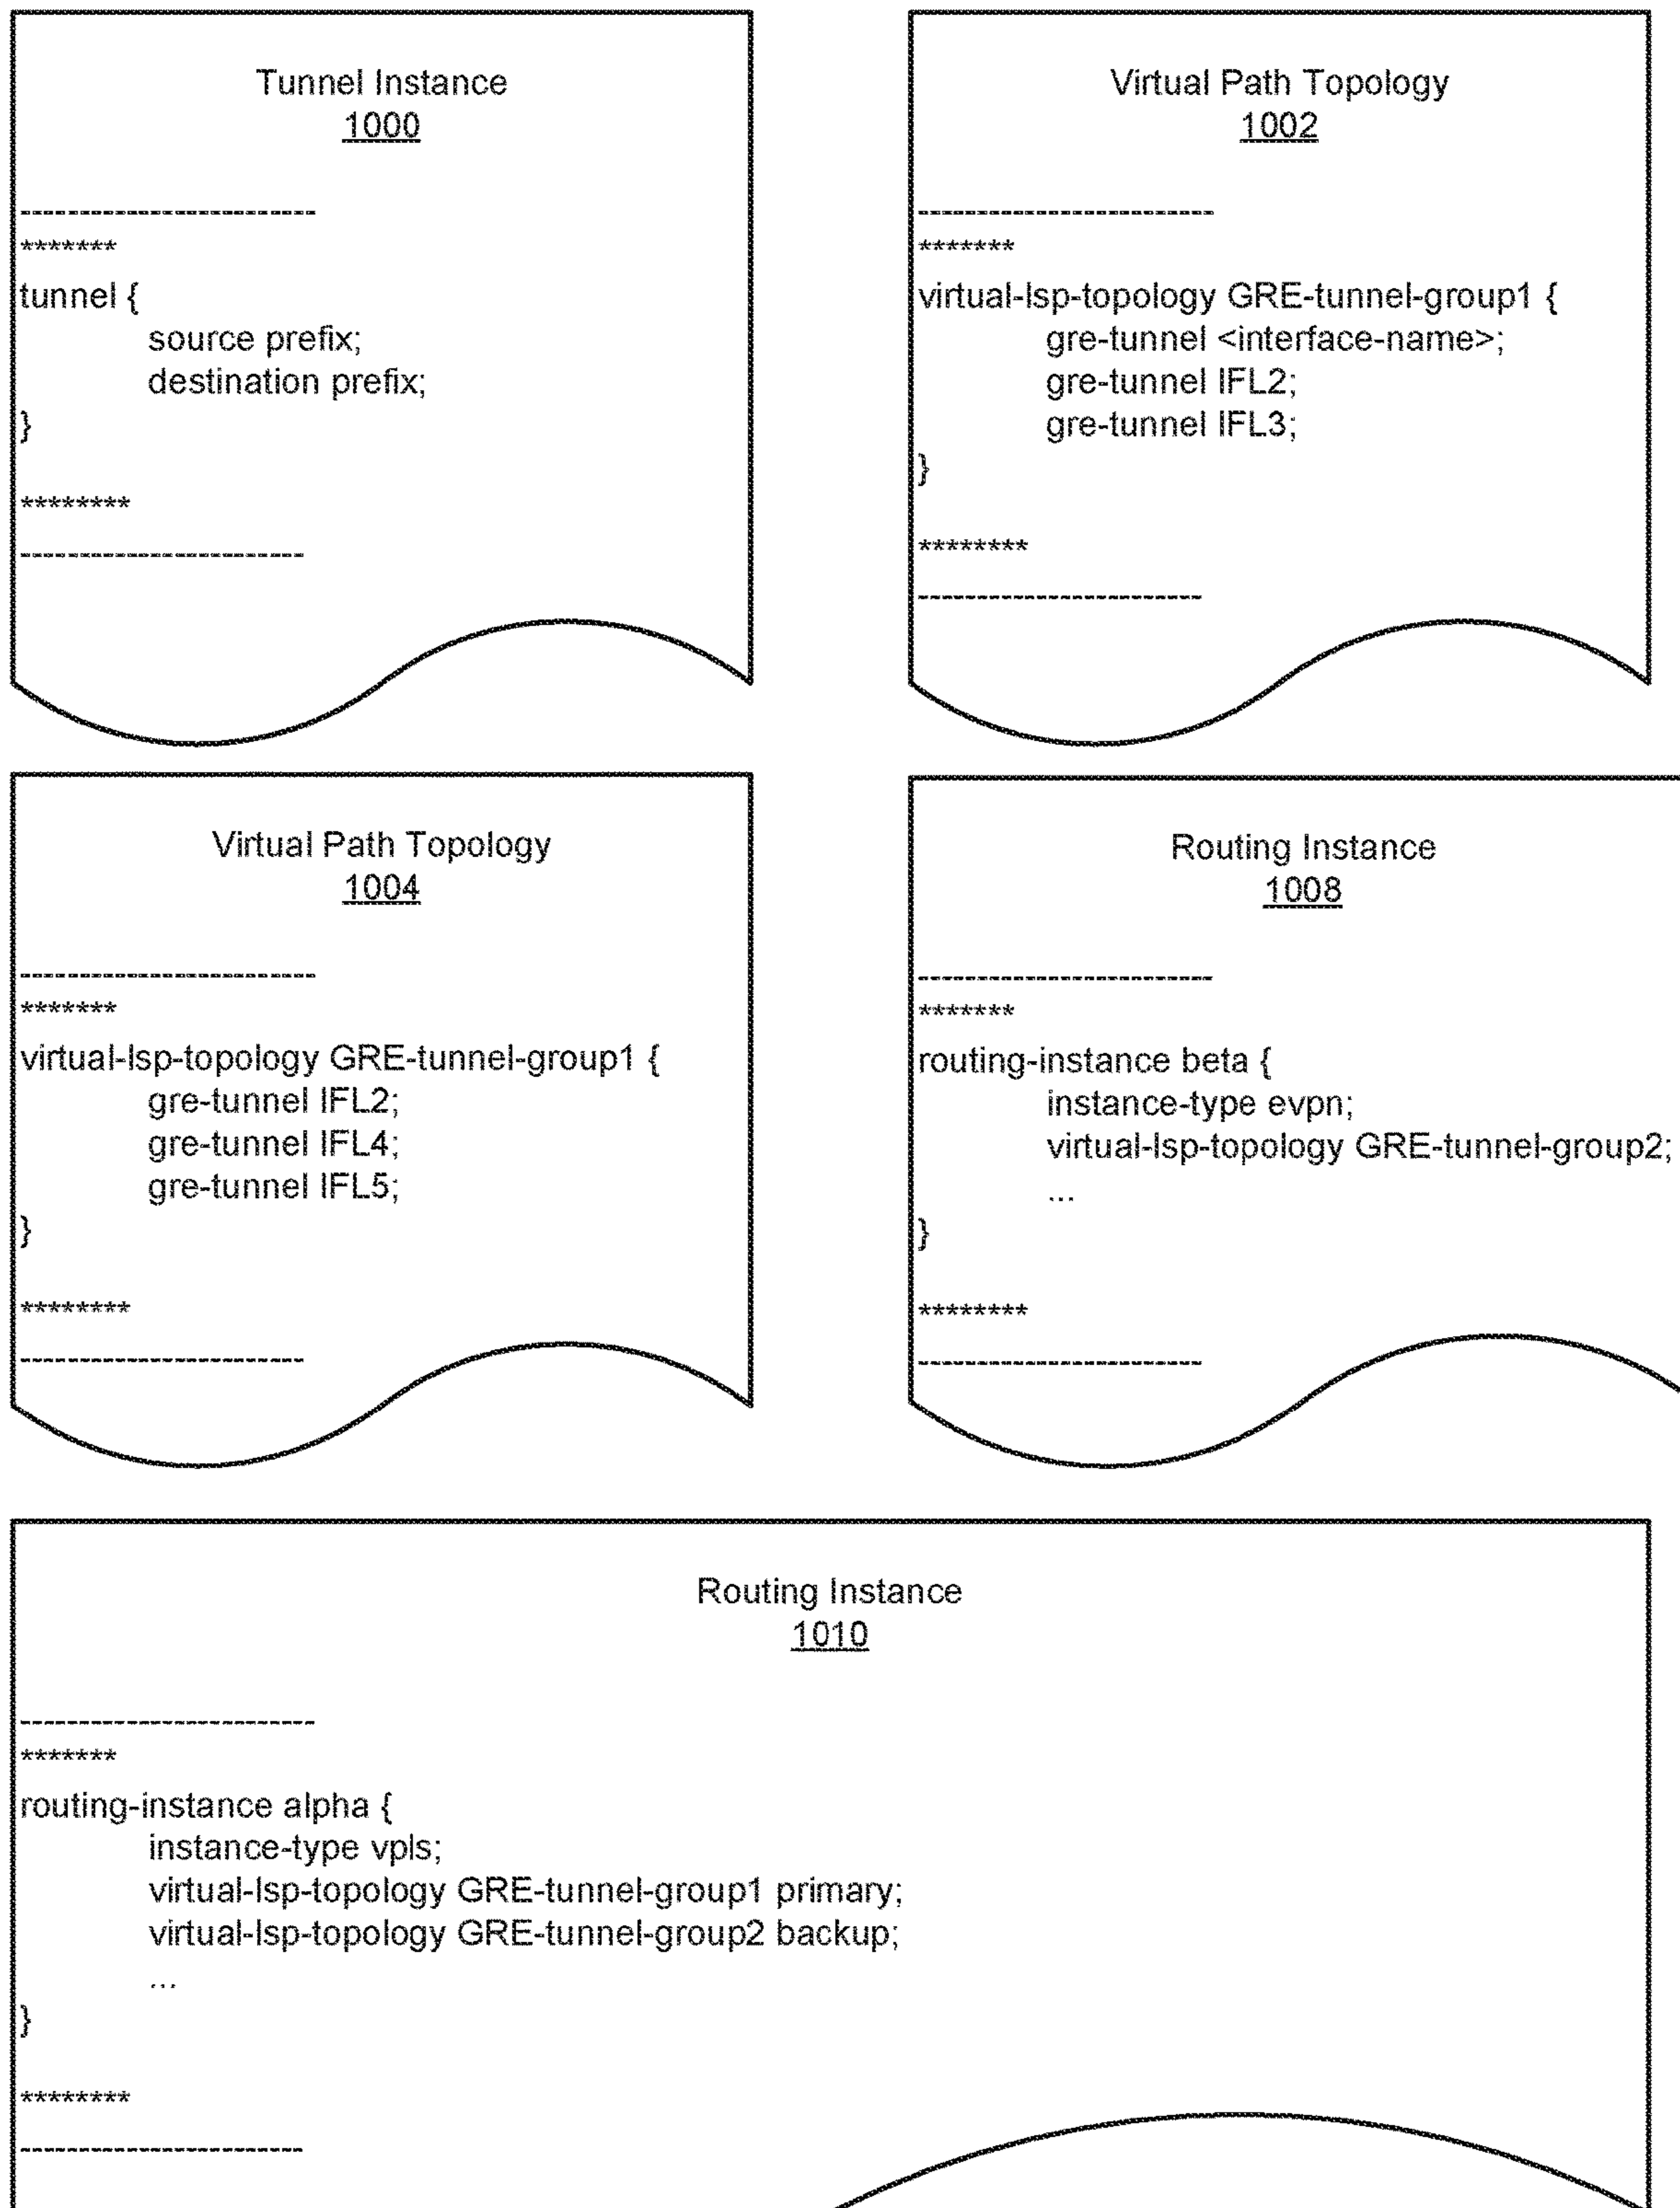 Tunnel Instance
1000
-------------------------
*******
tunnel {
source prefix;
destination prefix;
}
********
------------------------
Virtual Path Topology
1002
-------------------------
*******
virtual-lsp-topology GRE-tunnel-group1 {
gre-tunnel <interface-name>;
gre-tunnel IFL2;
gre-tunnel IFL3;
}
********
------------------------
Virtual Path Topology
1004
-------------------------
*******
virtual-lsp-topology GRE-tunnel-group1 {
gre-tunnel IFL2;
gre-tunnel IFL4;
gre-tunnel IFL5;
}
********
------------------------
Routing Instance
1008
-------------------------
*******
routing-instance beta {
instance-type evpn;
virtual-lsp-topology GRE-tunnel-group2;
...
}
********
------------------------
Routing Instance
1010
-------------------------
*******
routing-instance alpha {
instance-type vpls;
virtual-lsp-topology GRE-tunnel-group1 primary;
virtual-lsp-topology GRE-tunnel-group2 backup;
...
}
********
------------------------